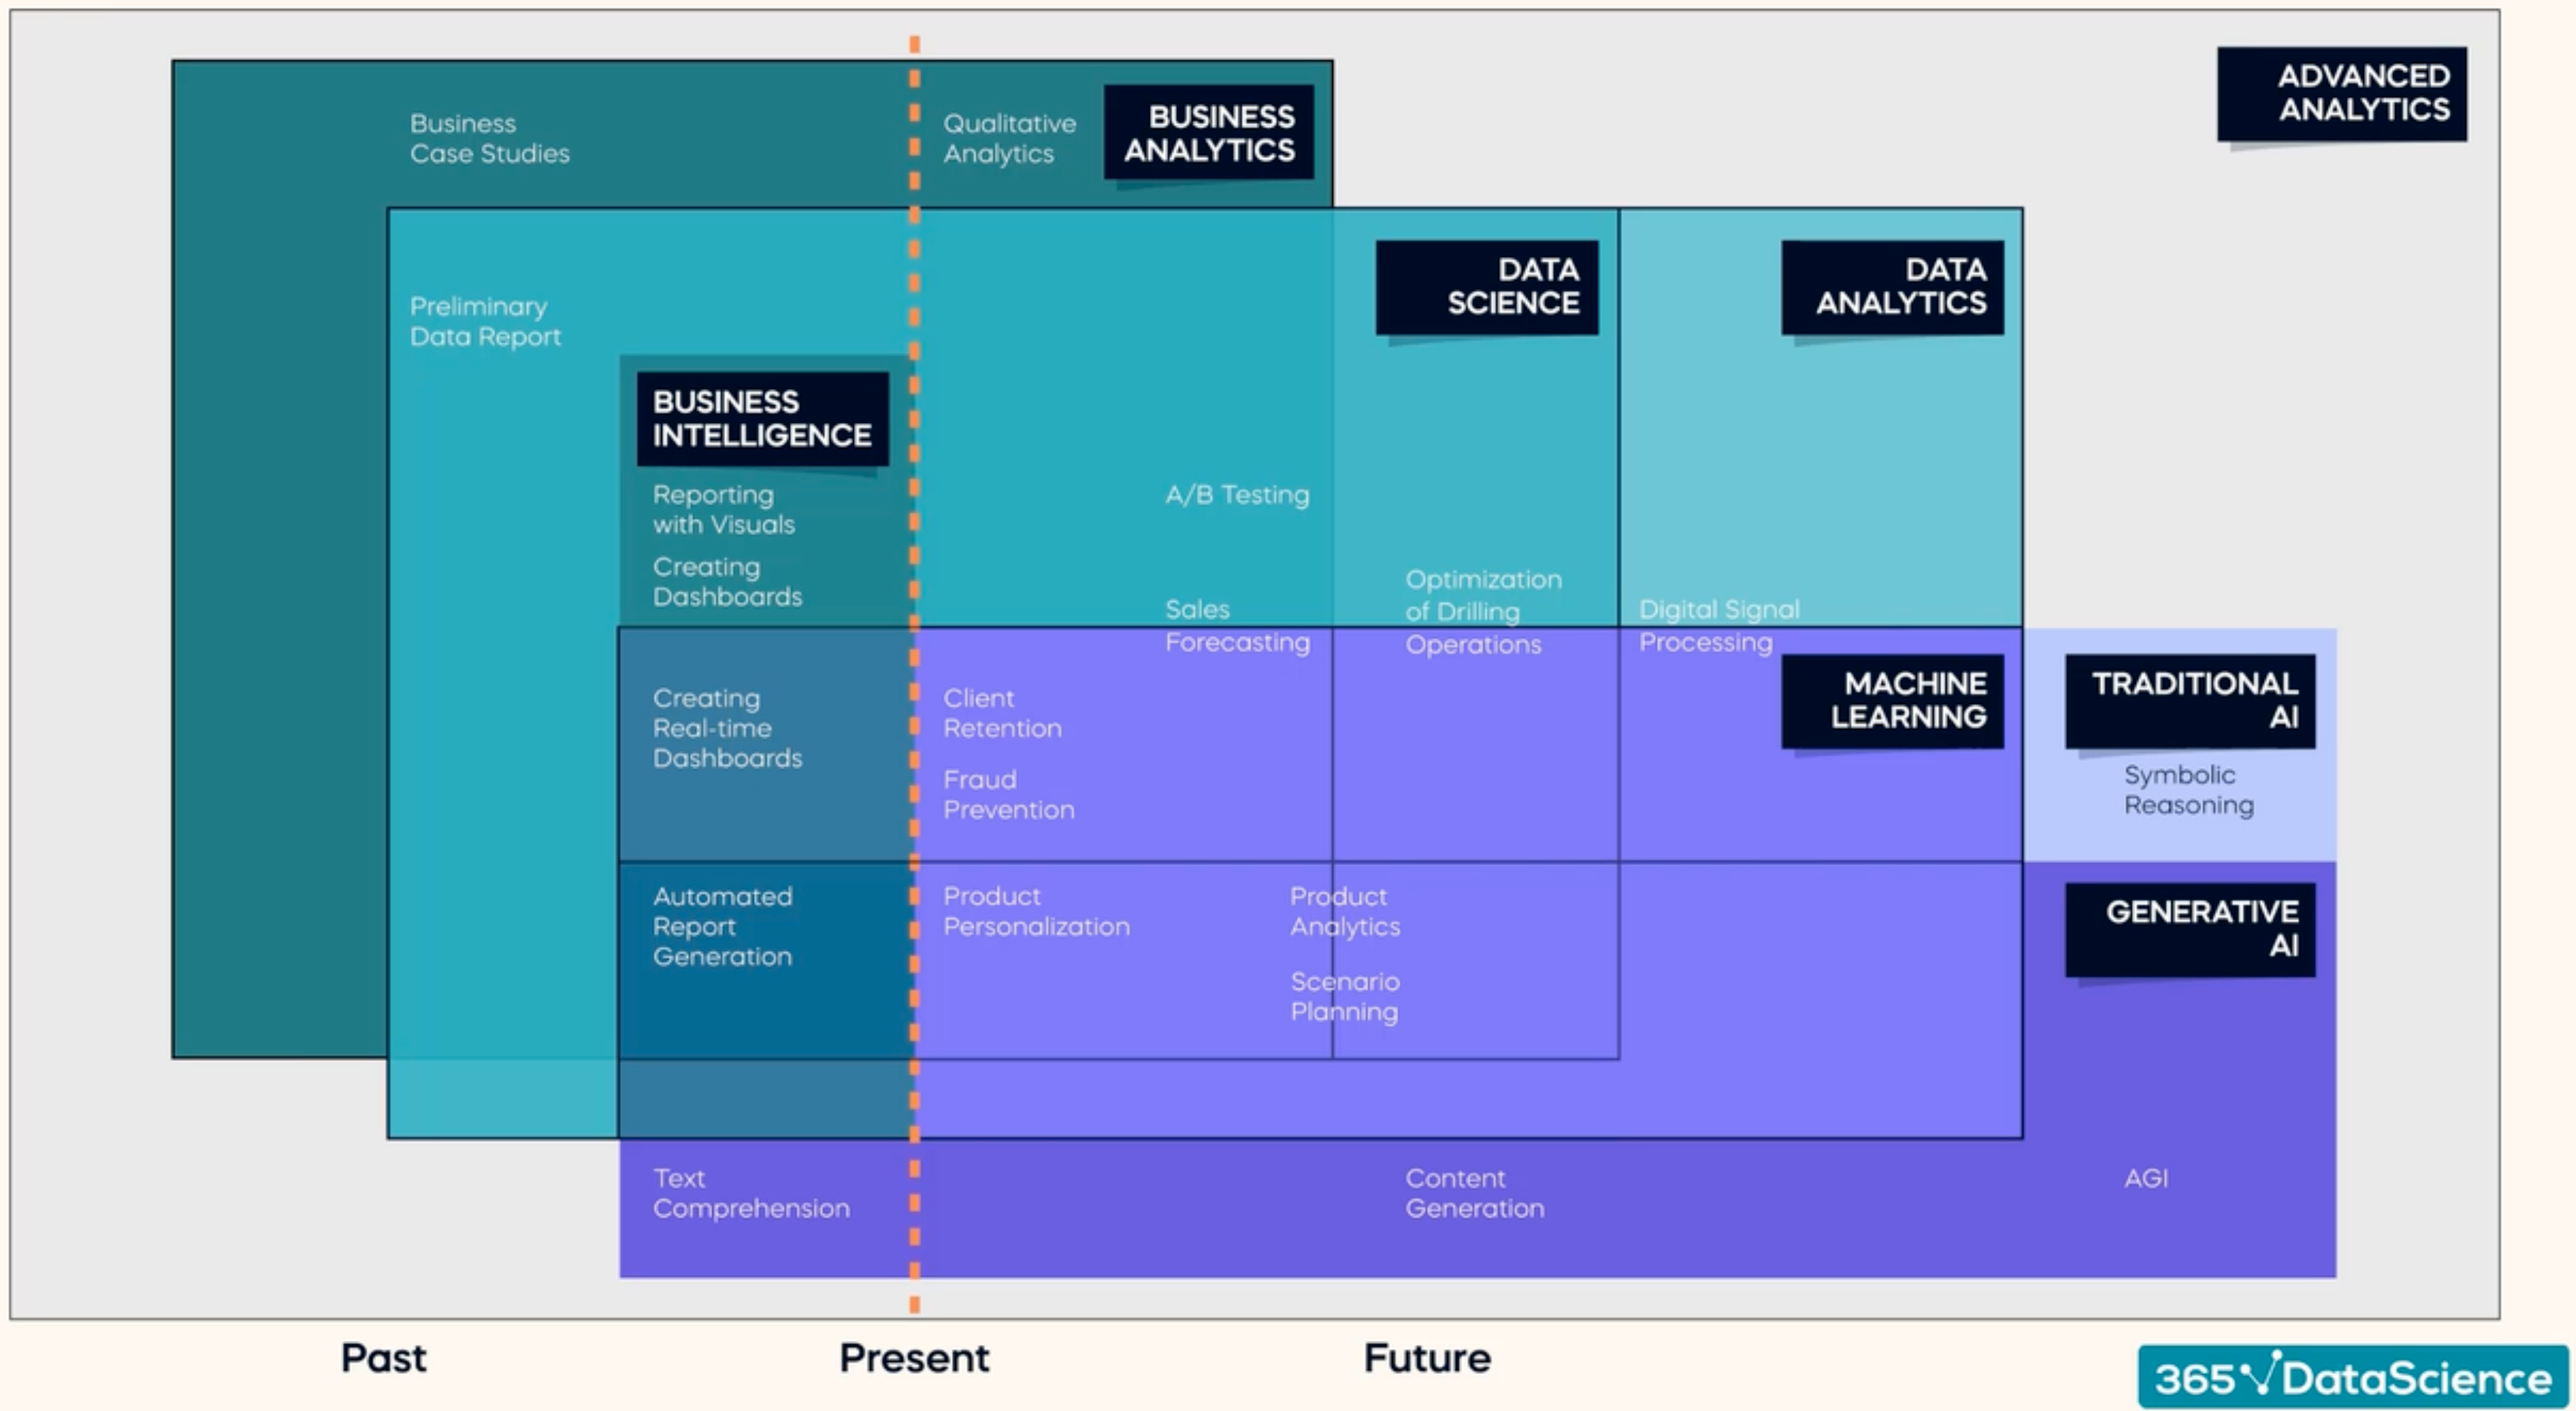 ADVANCED
ANALYTICS
Business
Case Studies
Qualitative
Analytics
BUSINESS
ANALYTICS
DATA
SCIENCE
DATA
ANALYTICS
Preliminary
Data Report
BUSINESS
INTELLIGENCE
Reporting
with Visuals
Creating
Dashboards
A/B Testing
Sales
Forecasting
Optimization
of Drilling
Operations
Digital Signal
Processing
MACHINE
LEARNING
TRADITIONAL
AI
Symbolic
Reasoning
Creating
Real-time
Dashboards
Client
Retention
Fraud
Prevention
Automated
Report
Generation
Product
Personalization
Product
Analytics
Scenario
Planning
GENERATIVE
AI
Text
Comprehension
Content
Generation
AGI
Past
Present
Future
365 DataScience